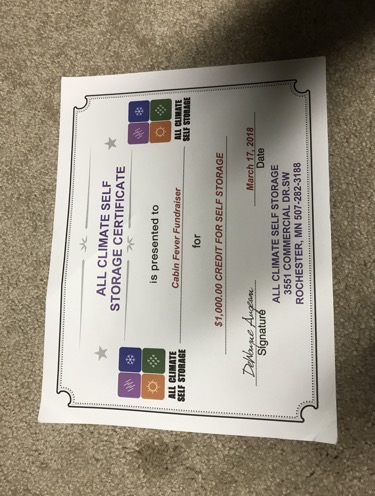 ALL CLIMATE SELF
STORAGE CERTIFICATE
ALL CLIMATE
SELF STORAGE
ALL CLIMATE
SELF STORAGE
is presented to
Cabin Fever Fundraiser
for
$1,000.00 CREDIT FOR SELF STORAGE
March 17, 2018
Signature
Date
ALL CLIMATE SELF STORAGE
3551 COMMERCIAL DR.SW
ROCHESTER, MN 507-282-3188